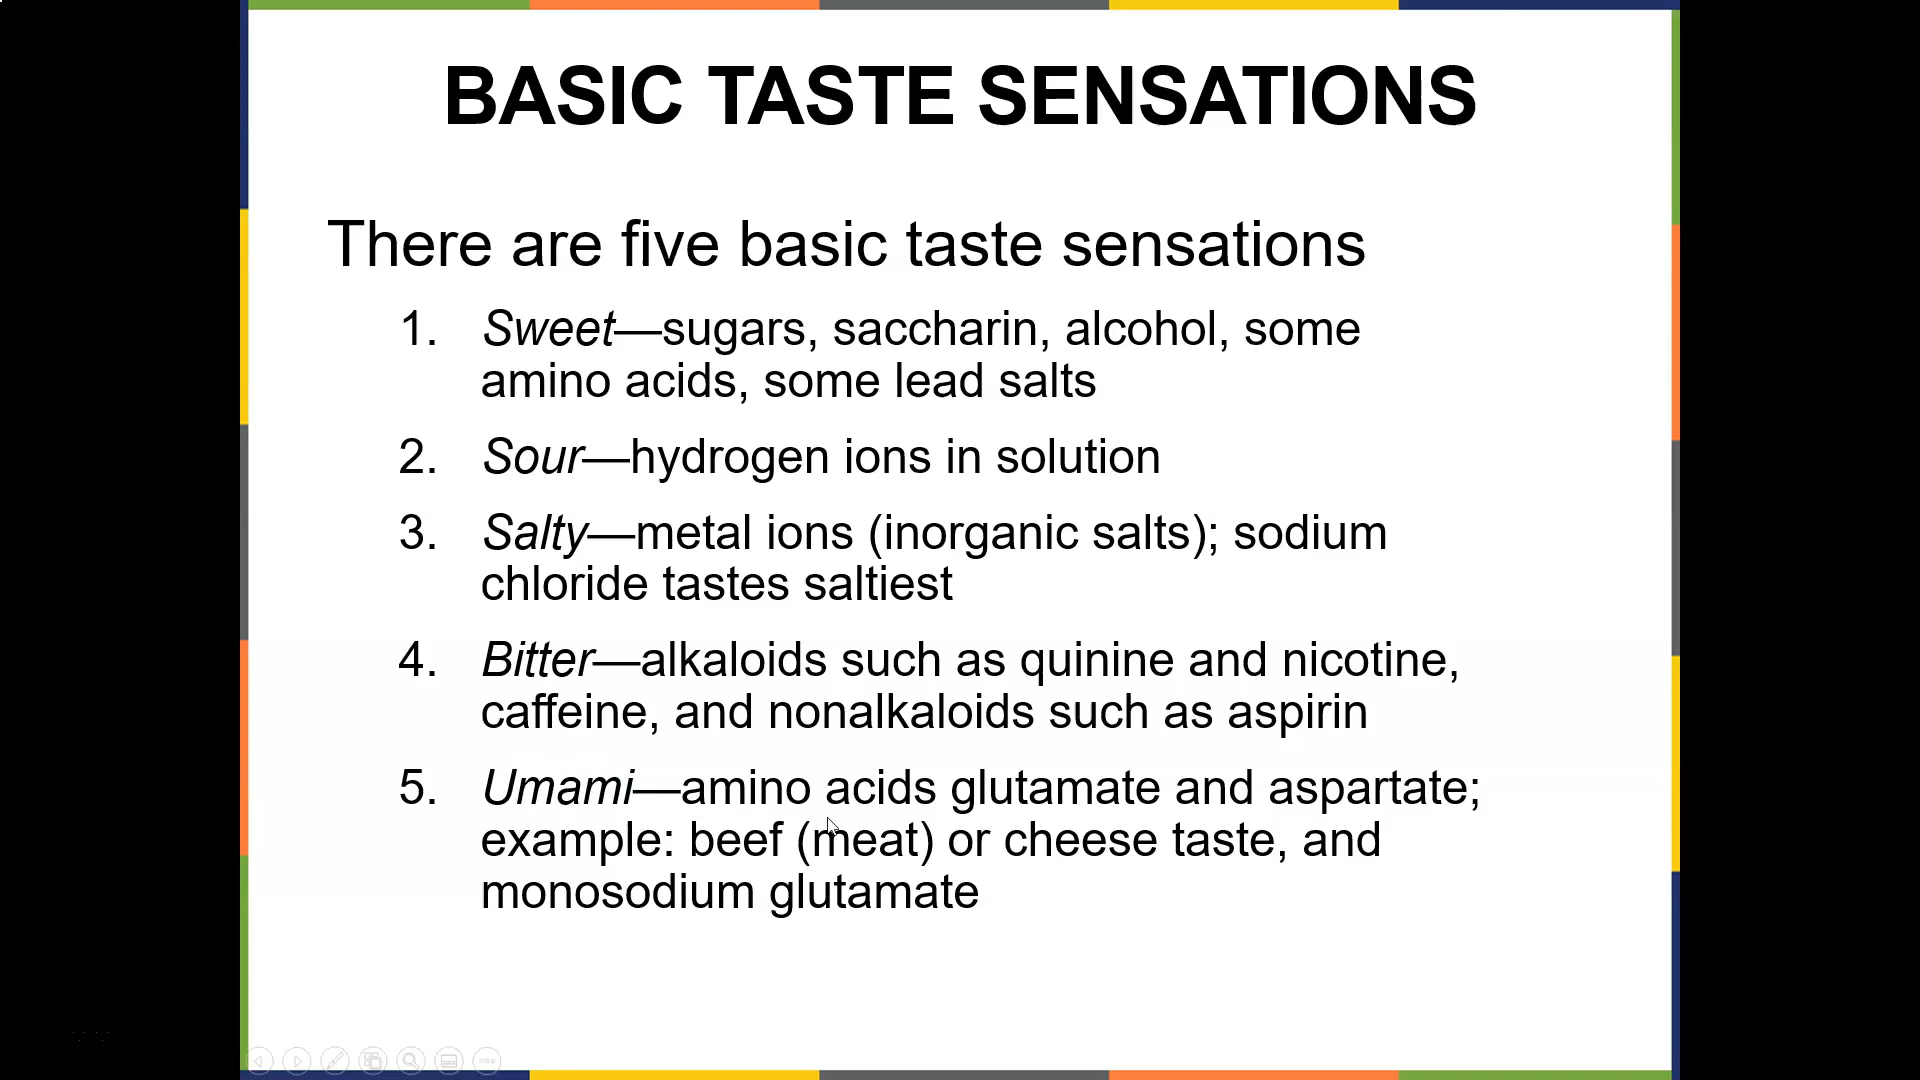 BASIC TASTE SENSATIONS
There are five basic taste sensations
1. Sweet—sugars, saccharin, alcohol, some
amino acids, some lead salts
2. Sour—hydrogen ions in solution
3. Salty—metal ions (inorganic salts); sodium
chloride tastes saltiest
4. Bitter—alkaloids such as quinine and nicotine,
caffeine, and nonalkaloids such as aspirin
5. Umami—amino acids glutamate and aspartate;
example: beef (meat) or cheese taste, and
monosodium glutamate